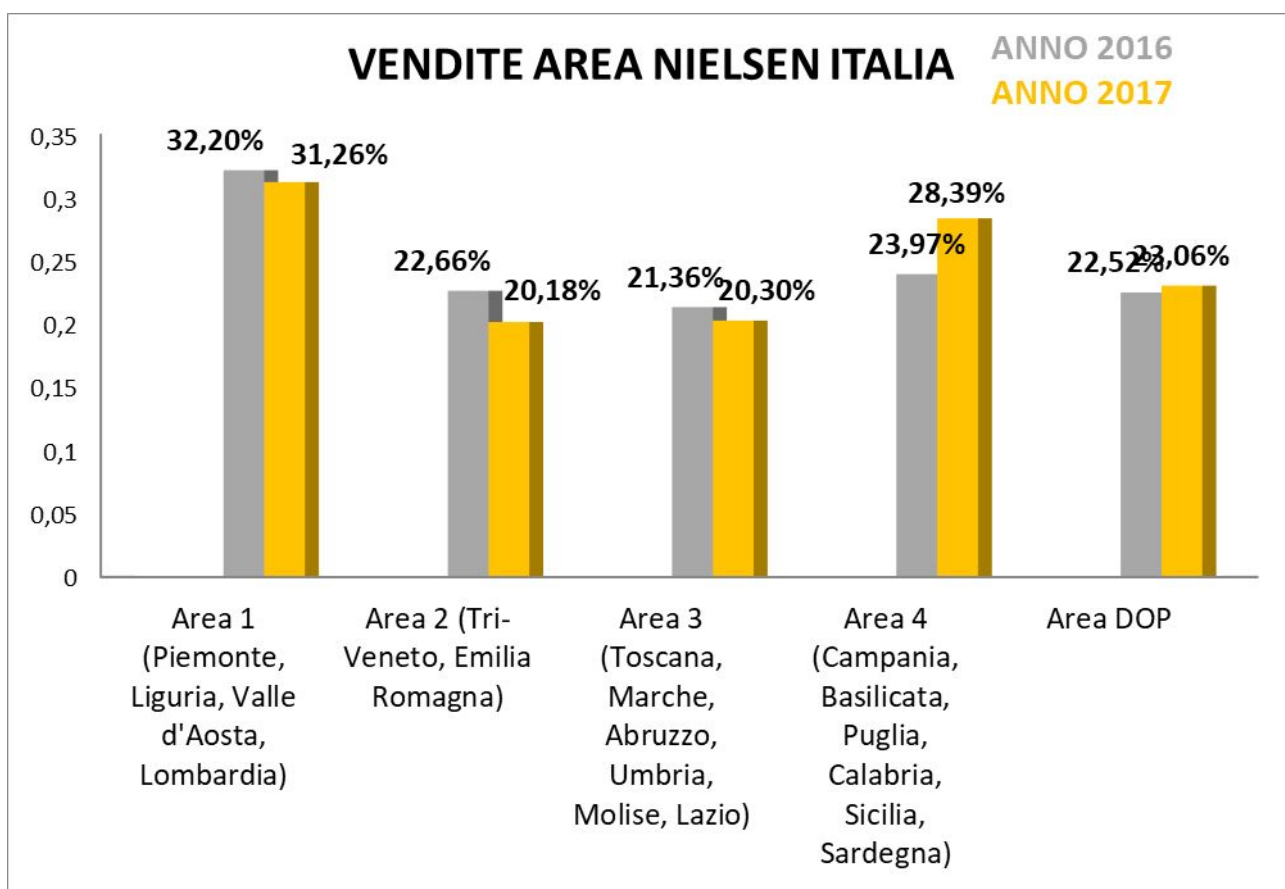 VENDITE AREA NIELSEN ITALIA
ANNO 2016
ANNO 2017
0,35
0,3
0,25
0,2
0,15
0,1
0,05
0
32,20%
31,26%
22,66%
20,18%
21,36%
20,30%
23,97%
28,39%
22,52%
23,06%
Area 1
(Piemonte,
Liguria, Valle
d'Aosta,
Lombardia)
Area 2 (Tri-
Veneto, Emilia
Romagna)
Area 3
(Toscana,
Marche,
Abruzzo,
Umbria,
Molise, Lazio)
Area 4
(Campania,
Basilicata,
Puglia,
Calabria,
Sicilia,
Sardegna)
Area DOP